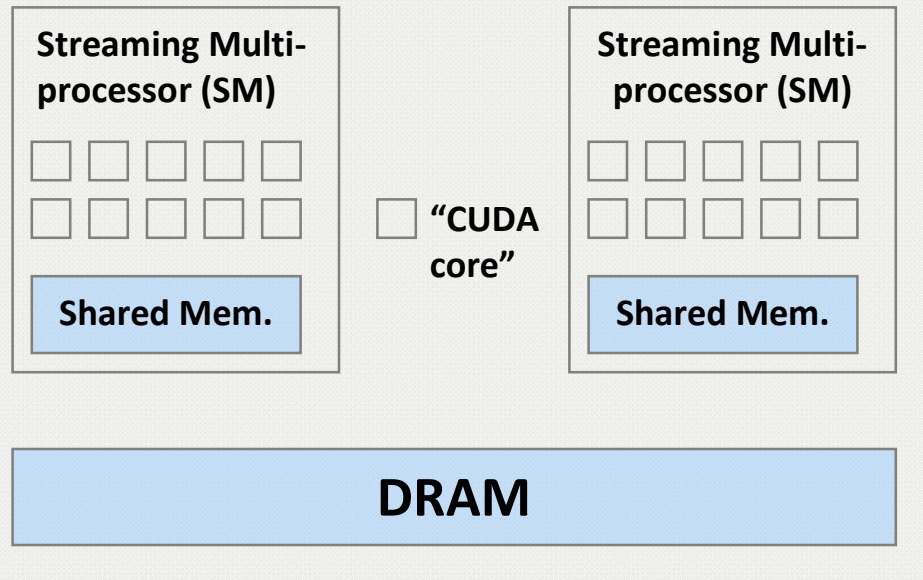 Streaming Multi-
processor (SM)
Shared Mem.
“CUDA
core”
Streaming Multi-
processor (SM)
Shared Mem.
DRAM